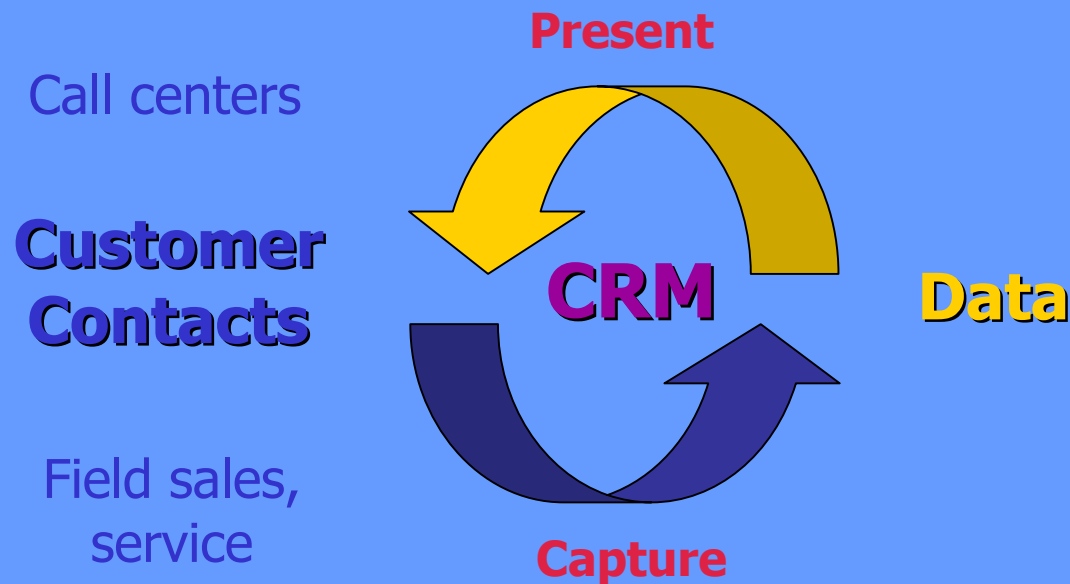 Present
Call centers
Customer
Contacts
CRM
Data
Field sales,
service
Capture